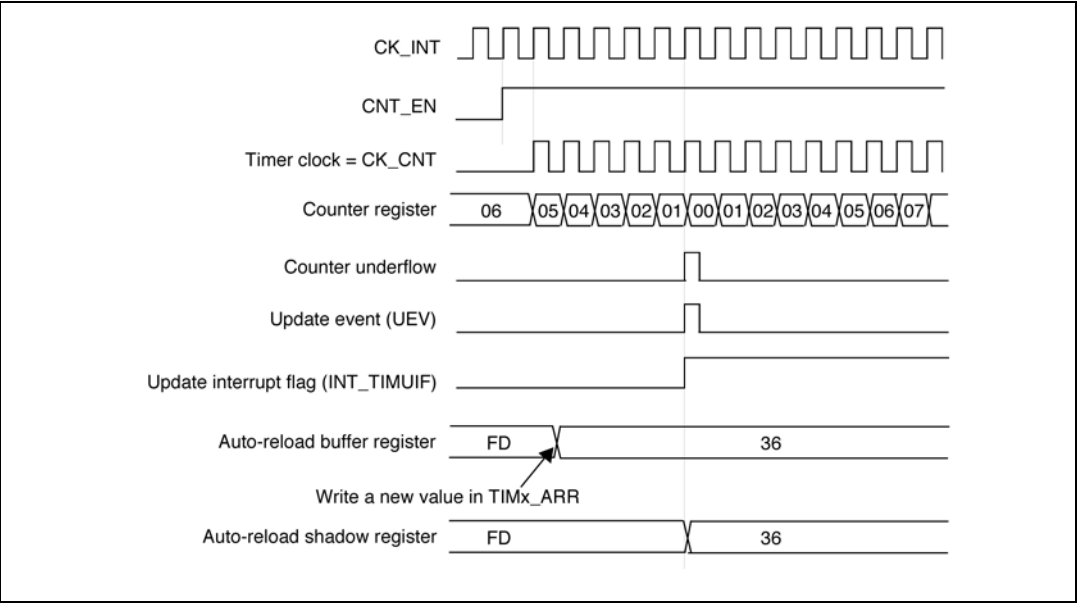 CK_INT
CNT_EN
Timer clock = CK_CNT
Counter register 06 05 04 03 02 01 00 01 02 03 04 05 06 07
Counter underflow
Update event (UEV)
Update interrupt flag (INT_TIMUIF)
Auto-reload buffer register FD 36
Write a new value in TIMx_ARR
Auto-reload shadow register FD 36